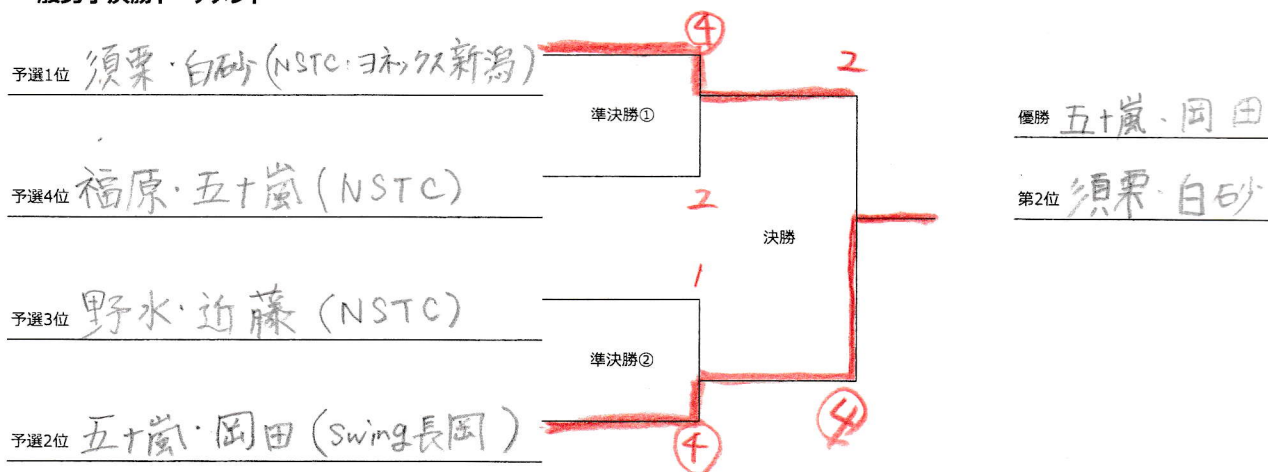 ④
予選1位 須栗・白砂(NSTC・ヨネックス新潟)
2
準決勝①
優勝 五十嵐・岡田
予選4位 福原・五十嵐(NSTC)
2
第2位 須栗・白砂
決勝
1
予選3位 野水・近藤(NSTC)
準決勝②
予選2位 五十嵐・岡田(swing長岡)
④
④